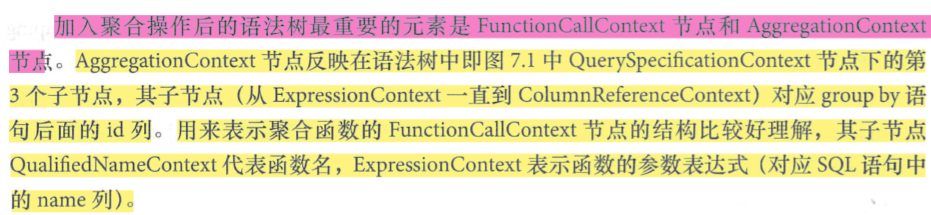 加入聚合操作后的语法树最重要的元素是 FunctionCallContext 节点和 AggregationContext
节点。AggregationContext 节点反映在语法树中即图 7.1 中 QuerySpecificationContext 节点下的第
3 个子节点，其子节点（从 ExpressionContext 一直到 ColumnReferenceContext）对应 group by 语
句后面的 id 列。用来表示聚合函数的 FunctionCallContext 节点的结构比较好理解，其子节点
QualifiedNameContext 代表函数名，ExpressionContext 表示函数的参数表达式（对应 SQL 语句中
的 name 列）。